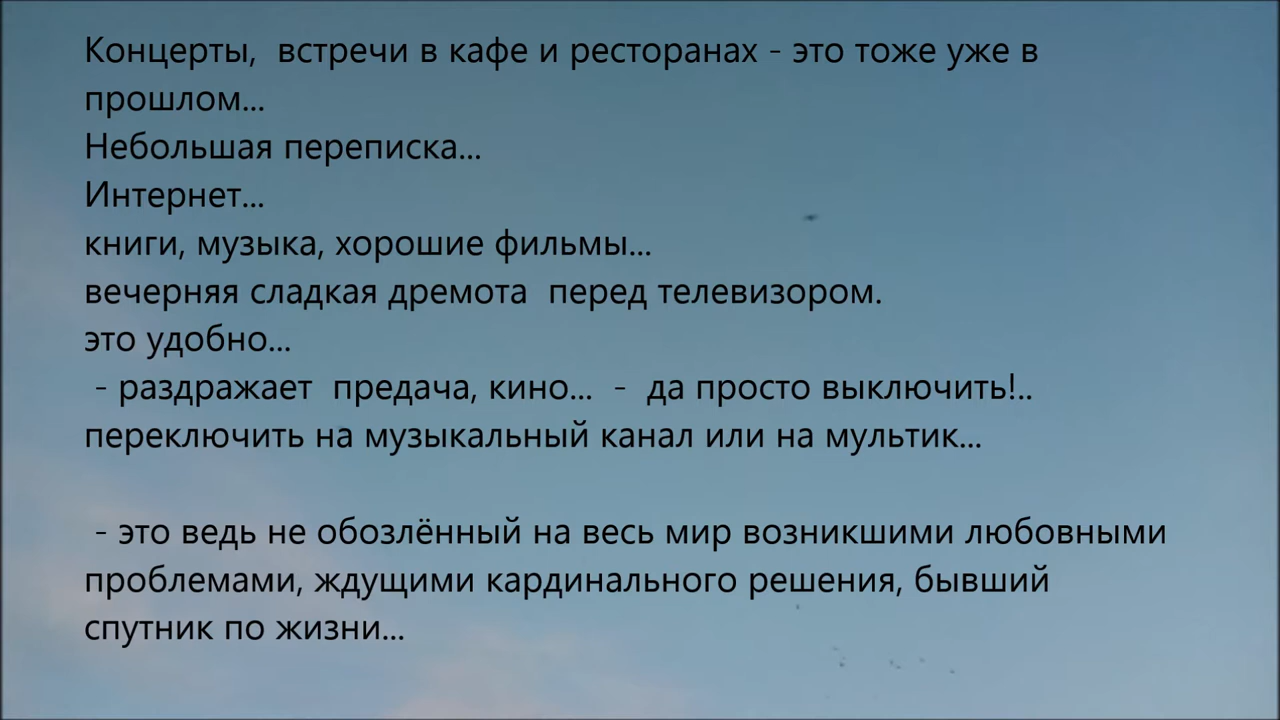 Концерты,  встречи в кафе и ресторанах - это тоже уже в
прошлом...
Небольшая переписка...
Интернет...
книги, музыка, хорошие фильмы...
вечерняя сладкая дремота  перед телевизором.
это удобно...
- раздражает  предача, кино...  -  да просто выключить!..
переключить на музыкальный канал или на мультик...
- это ведь не обозлённый на весь мир возникшими любовными
проблемами, ждущими кардинального решения, бывший
спутник по жизни...